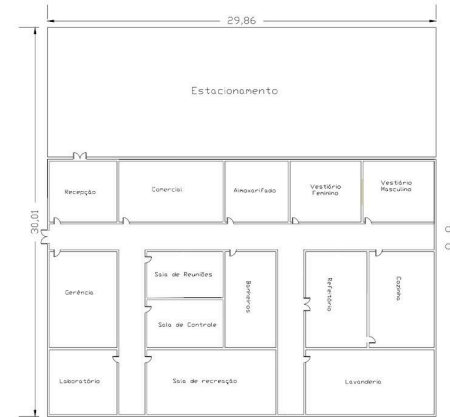 29,86
Estacionamento
30,01
Recepção
Comercial
Almoxarifado
Vestiário
Feminino
Vestiário
Masculino
Gerência
Sala de Reuniões
Sala de Controle
Banheiros
Refeitório
Cozinha
Laboratório
Sala de recreação
Lavanderia